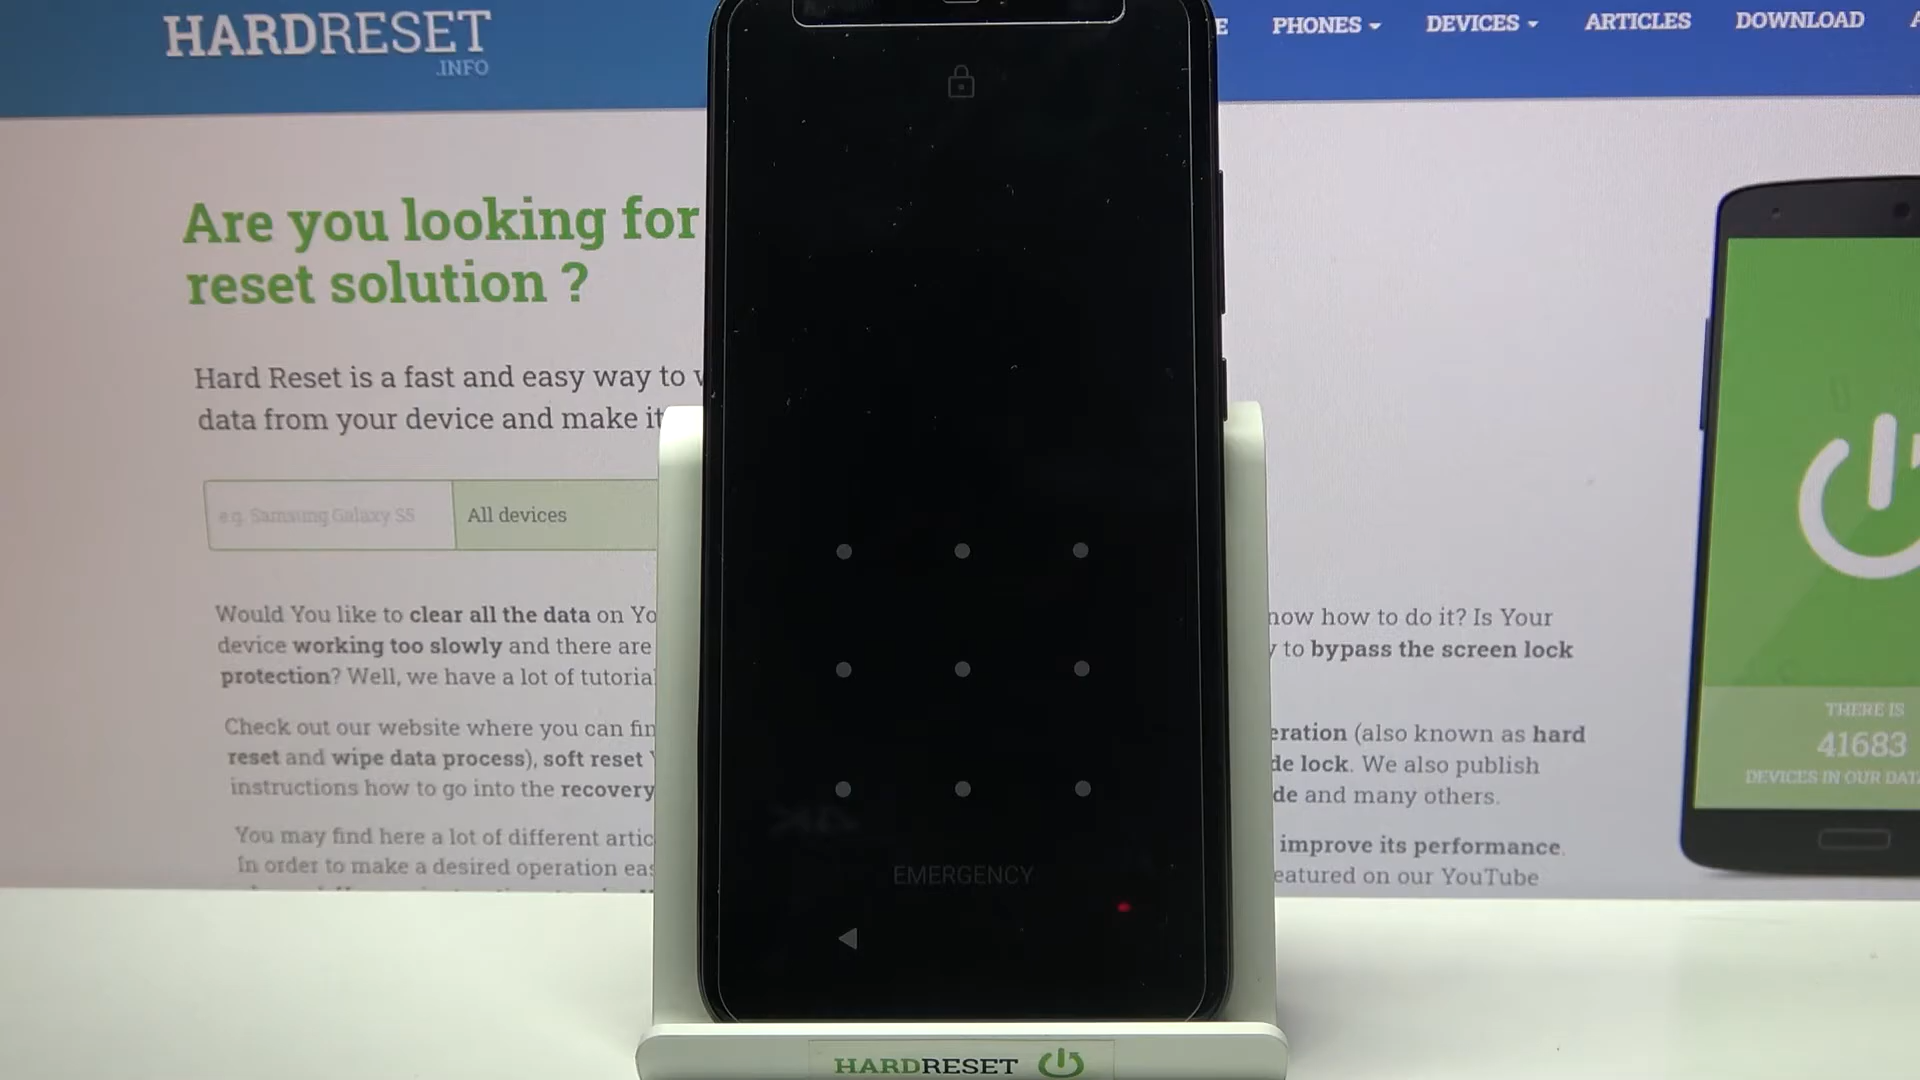 HARDRESET
.INFO
PHONES
DEVICES
ARTICLES
DOWNLOAD
Are you looking for
reset solution ?
Hard Reset is a fast and easy way to
data from your device and make it
e.g. Samsung Galaxy S5
All devices
Would You like to clear all the data on
device working too slowly and there are
protection? Well, we have a lot of
how to do it? Is Your
to bypass the screen lock
Check out our website where you can
reset and wipe data process), soft reset
instructions how to go into the recovery
(also known as hard
lock. We also publish
and many others.
You may find here a lot of different
In order to make a desired operation
improve its performance.
on our YouTube
THERE IS
41683
DEVICES IN OUR
EMERGENCY
HARDRESET